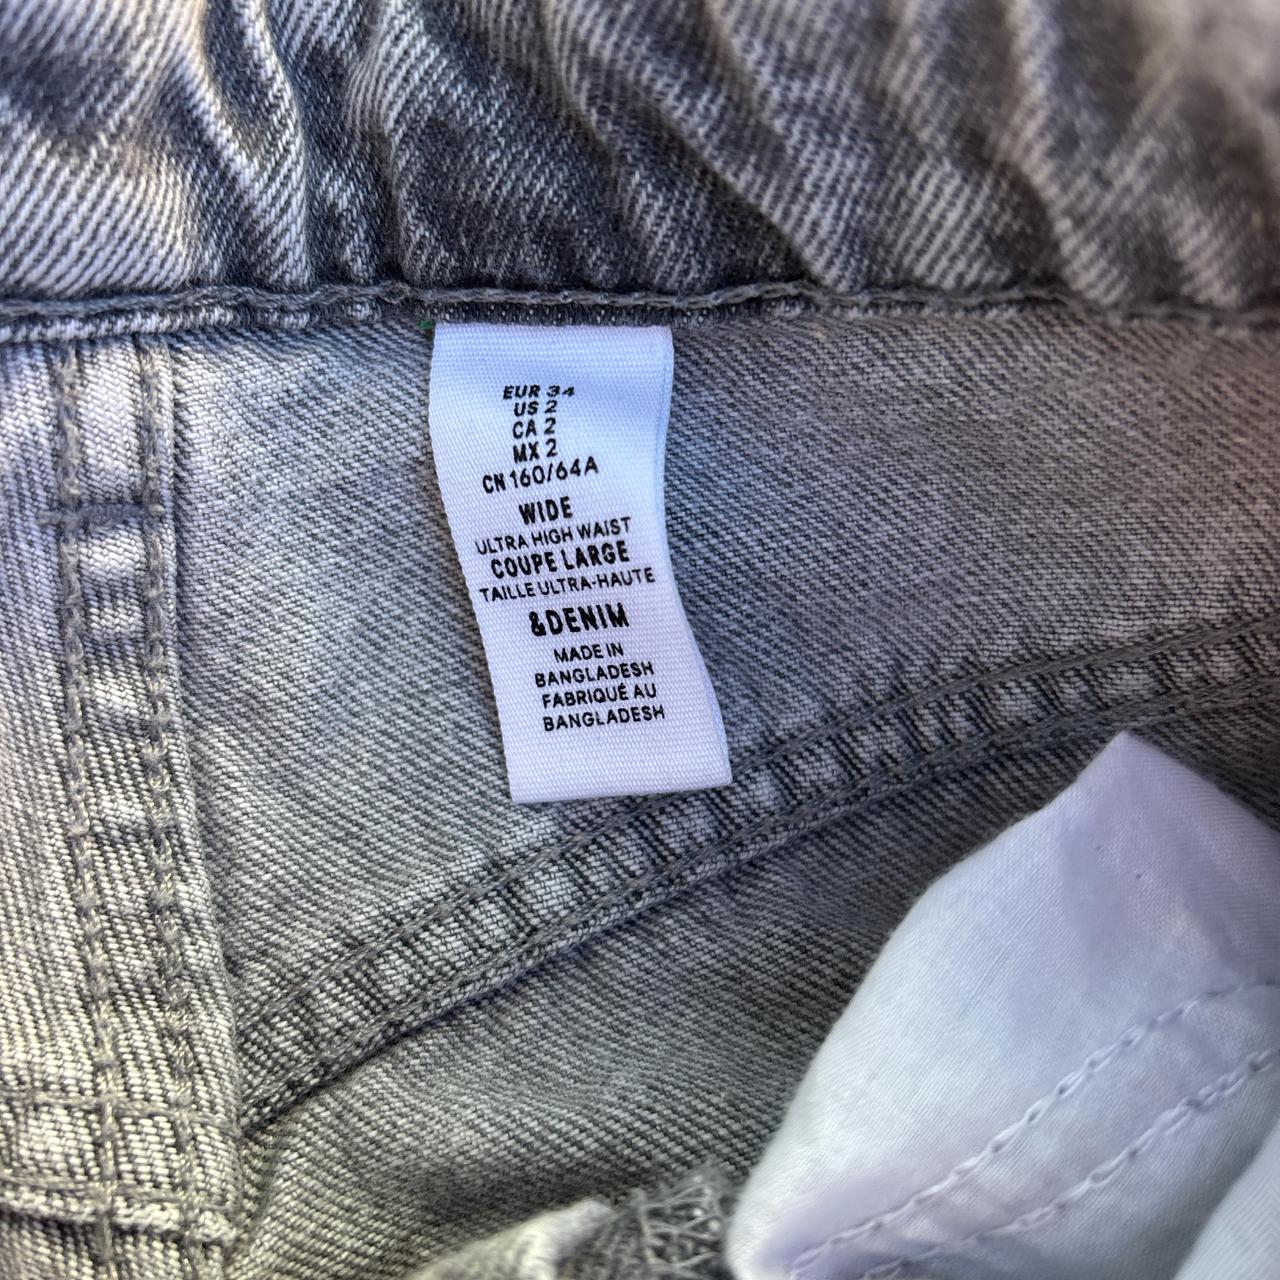 EUR 34
US 2
CA 2
MX 2
CN 160/64A
WIDE
ULTRA HIGH WAIST
COUPE LARGE
TAILLE ULTRA-HAUTE
&DENIM
MADE IN
BANGLADESH
FABRIQUÉ AU
BANGLADESH